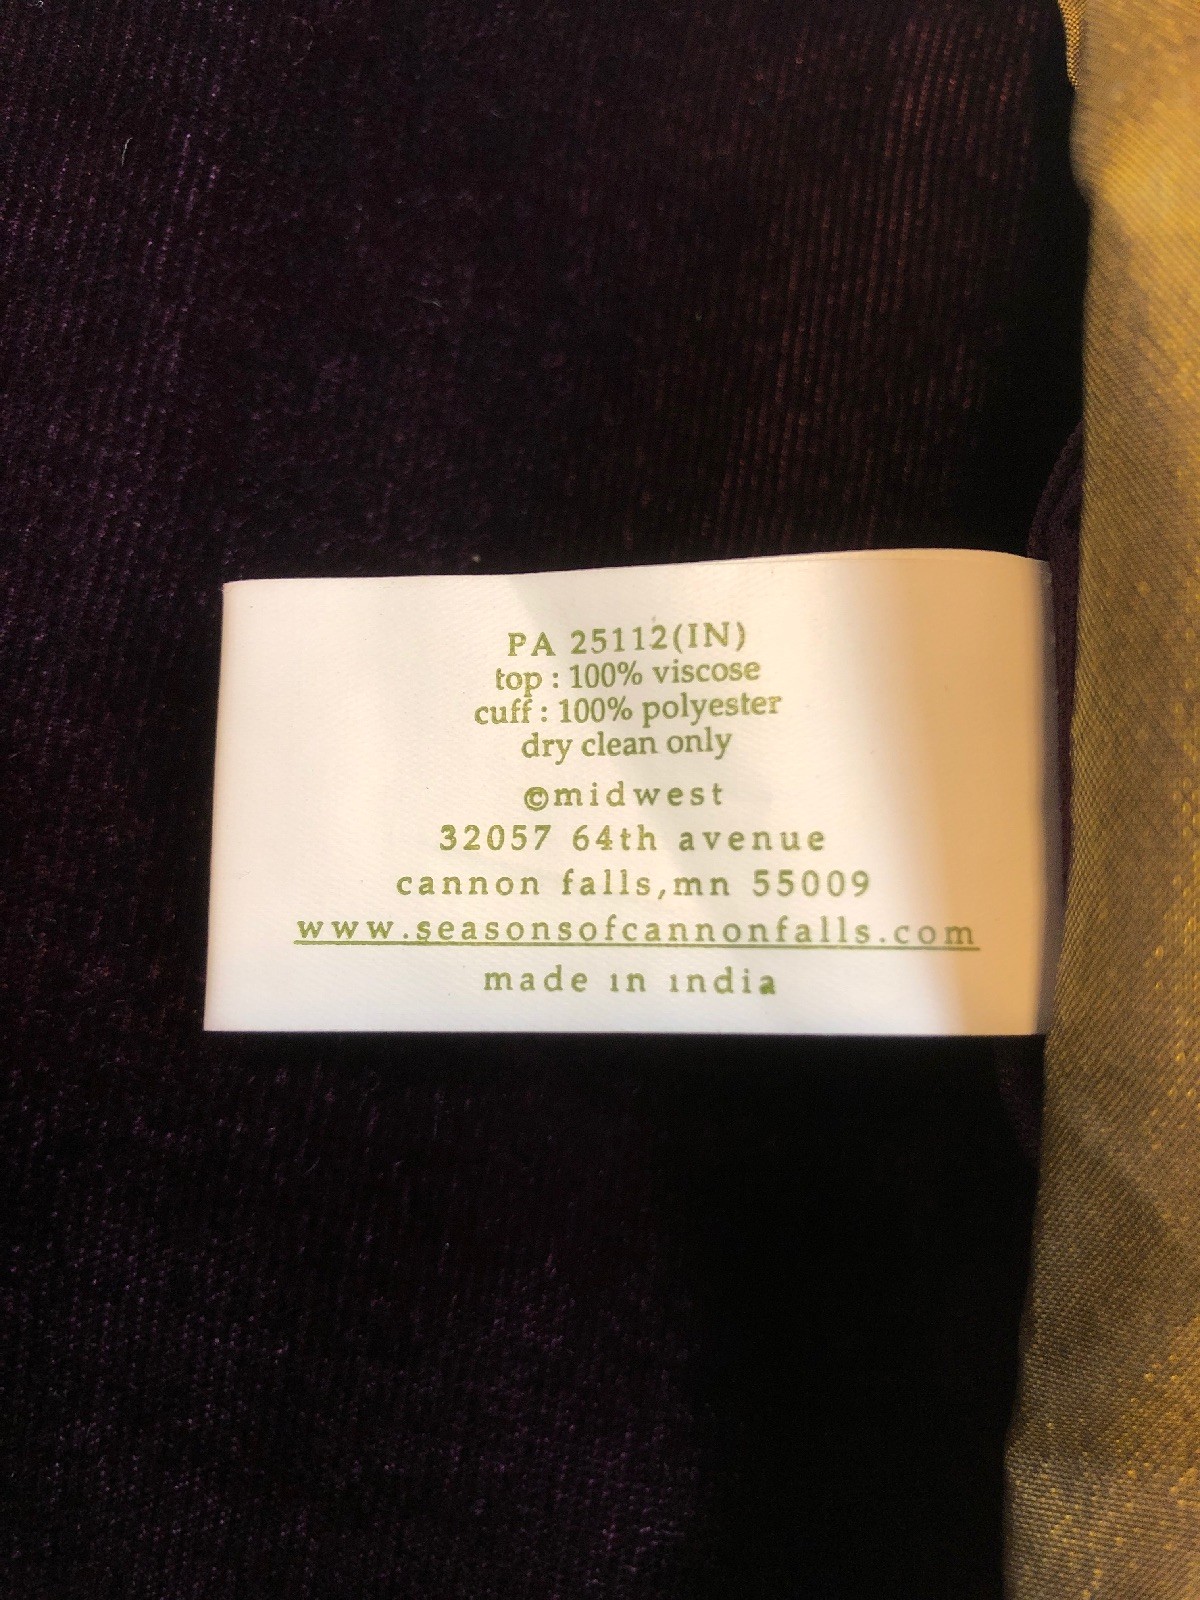 PA 25112(IN)
top : 100% viscose
cuff : 100% polyester
dry clean only
©midwest
32057 64th avenue
cannon falls,mn 55009
www.seasonsofcannonfalls.com
made in india